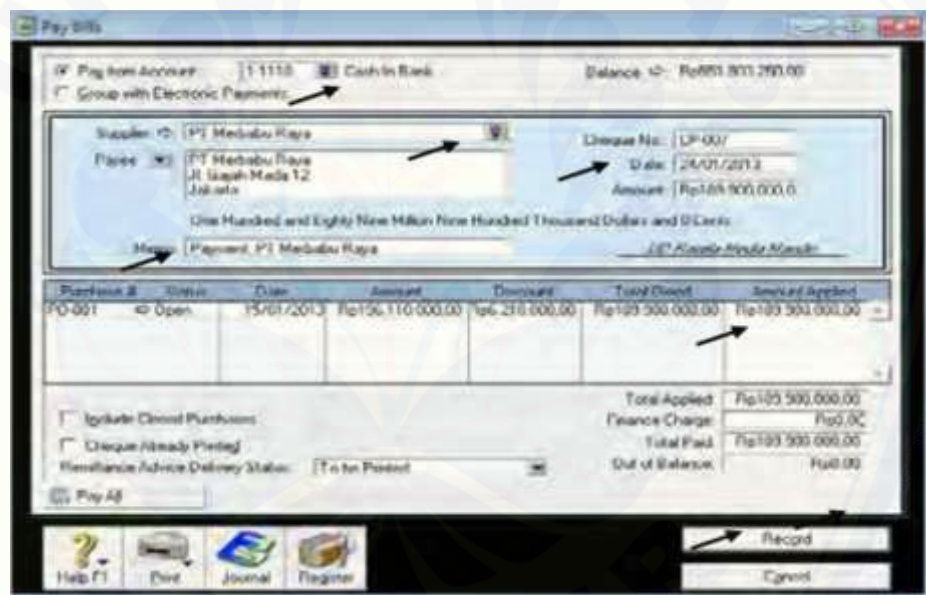 Pay Bills
Pay from Account: 1-1110 Cash In Bank Balance
Group with Electronic Payments:
Supplier PT Merbabu Raya Cheque No.: CP-007
Payee PT Merbabu Raya Date: 24/01/2013
Jl. Gajah Mada 12 Amount: Rp189.900.000,0
Jakarta
One Hundred and Eighty Nine Million Nine Hundred Thousand Dollars and 0 Cents
Memo: Payment: PT Merbabu Raya
Purchase # Status Date Amount Discount Total Owed Amount Applied
PO-001 Open 15/01/2013
Total Applied:
Include Closed Purchases Finance Charge: Rp0,00
Cheque Already Printed Total Paid:
Remittance Advice Delivery Status: To be Printed Out of Balance: Rp0,00
Pay All
Record
Help F1 Print Journal Register Cancel